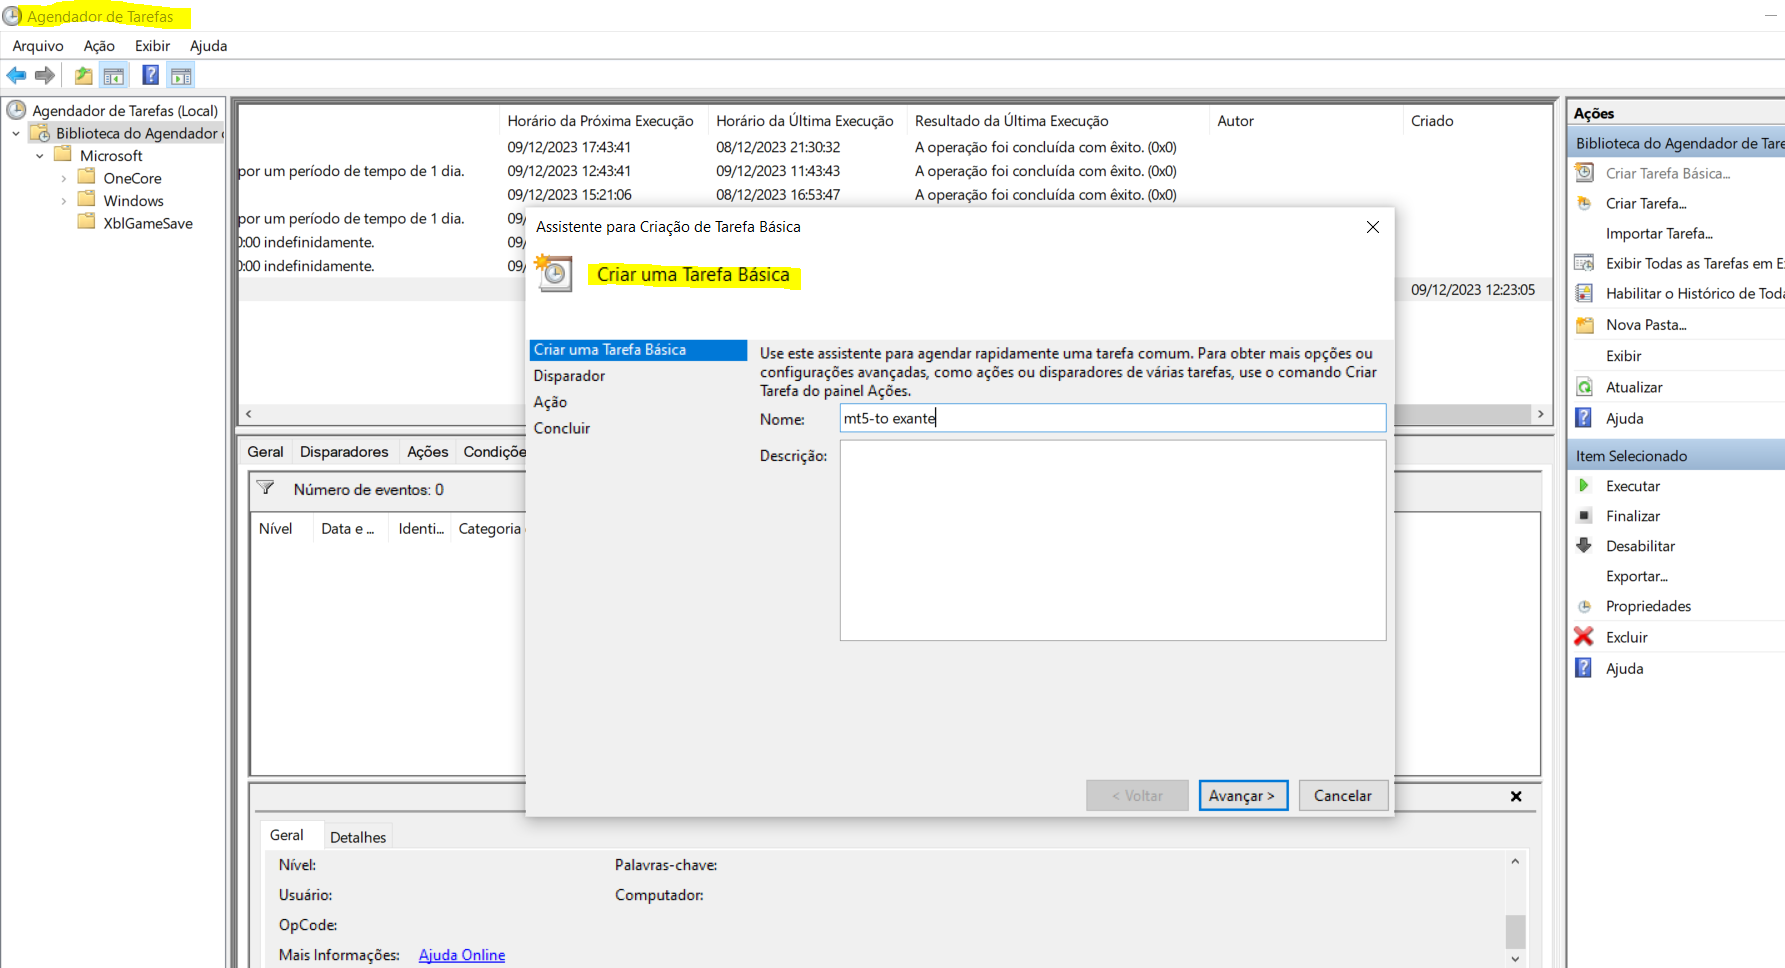 Agendador de Tarefas
Arquivo Ação Exibir Ajuda
Agendador de Tarefas (Local)
Biblioteca do Agendador
Microsoft
OneCore
Windows
XblGameSave
Horário da Próxima Execução Horário da Última Execução Resultado da Última Execução Autor Criado
09/12/2023 17:43:41 08/12/2023 21:30:32 A operação foi concluída com êxito. (0x0)
por um período de tempo de 1 dia. 09/12/2023 12:43:41 09/12/2023 11:43:43 A operação foi concluída com êxito. (0x0)
09/12/2023 15:21:06 08/12/2023 16:53:47 A operação foi concluída com êxito. (0x0)
por um período de tempo de 1 dia. 09/
0:00 indefinidamente. 09/
0:00 indefinidamente. 09/
09/12/2023 12:23:05
Assistente para Criação de Tarefa Básica
Criar uma Tarefa Básica
Criar uma Tarefa Básica
Disparador
Ação
Concluir
Use este assistente para agendar rapidamente uma tarefa comum. Para obter mais opções ou
configurações avançadas, como ações ou disparadores de várias tarefas, use o comando Criar
Tarefa do painel Ações.
Nome: mt5-to exante
Descrição:
< Voltar Avançar > Cancelar
Geral Disparadores Ações Condiçõe
Número de eventos: 0
Nível Data e ... Identi... Categoria
Geral Detalhes
Nível: Palavras-chave:
Usuário: Computador:
OpCode:
Mais Informações: Ajuda Online
Ações
Biblioteca do Agendador de Tare
Criar Tarefa Básica...
Criar Tarefa...
Importar Tarefa...
Exibir Todas as Tarefas em E
Habilitar o Histórico de Toda
Nova Pasta...
Exibir
Atualizar
Ajuda
Item Selecionado
Executar
Finalizar
Desabilitar
Exportar...
Propriedades
Excluir
Ajuda